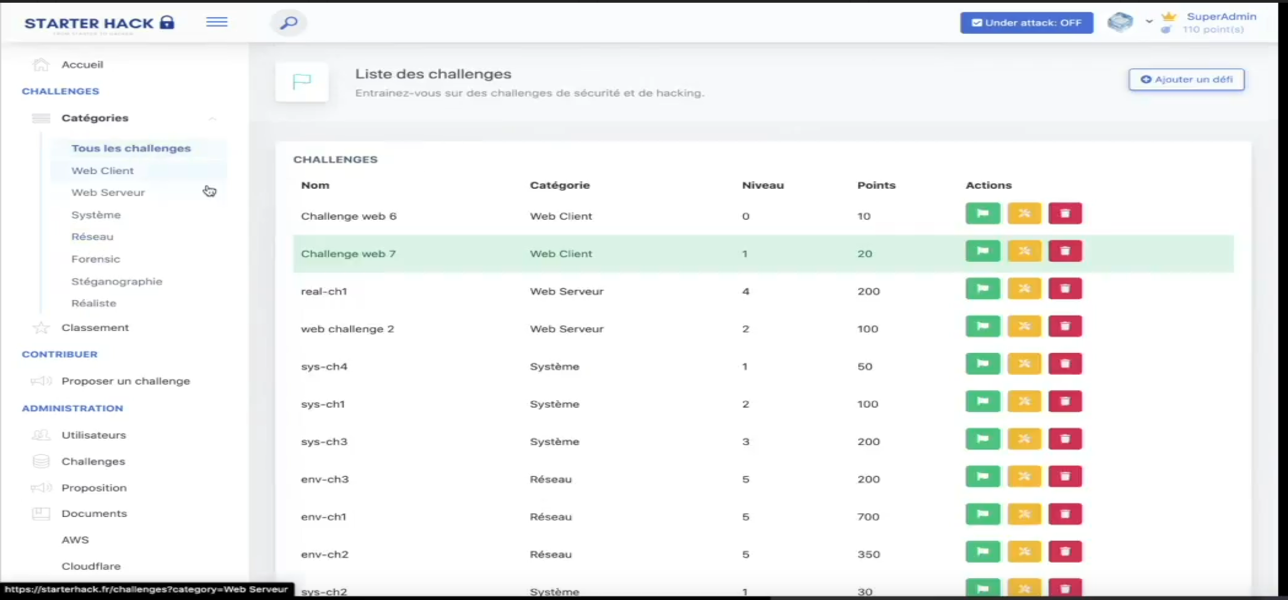 STARTER HACK
Under attack: OFF
SuperAdmin
110 point(s)
Accueil
CHALLENGES
Catégories
Tous les challenges
Web Client
Web Serveur
Système
Réseau
Forensic
Stéganographie
Réaliste
Classement
CONTRIBUER
Proposer un challenge
ADMINISTRATION
Utilisateurs
Challenges
Proposition
Documents
AWS
Cloudflare
https://starterhack.fr/challenges?category=Web Serveur
Liste des challenges
Entrainez-vous sur des challenges de sécurité et de hacking.
Ajouter un défi
CHALLENGES
Nom Catégorie Niveau Points Actions
Challenge web 6 Web Client 0 10
Challenge web 7 Web Client 1 20
real-ch1 Web Serveur 4 200
web challenge 2 Web Serveur 2 100
sys-ch4 Système 1 50
sys-ch1 Système 2 100
sys-ch3 Système 3 200
env-ch3 Réseau 5 200
env-ch1 Réseau 5 700
env-ch2 Réseau 5 350
sys-ch2 Système 1 30